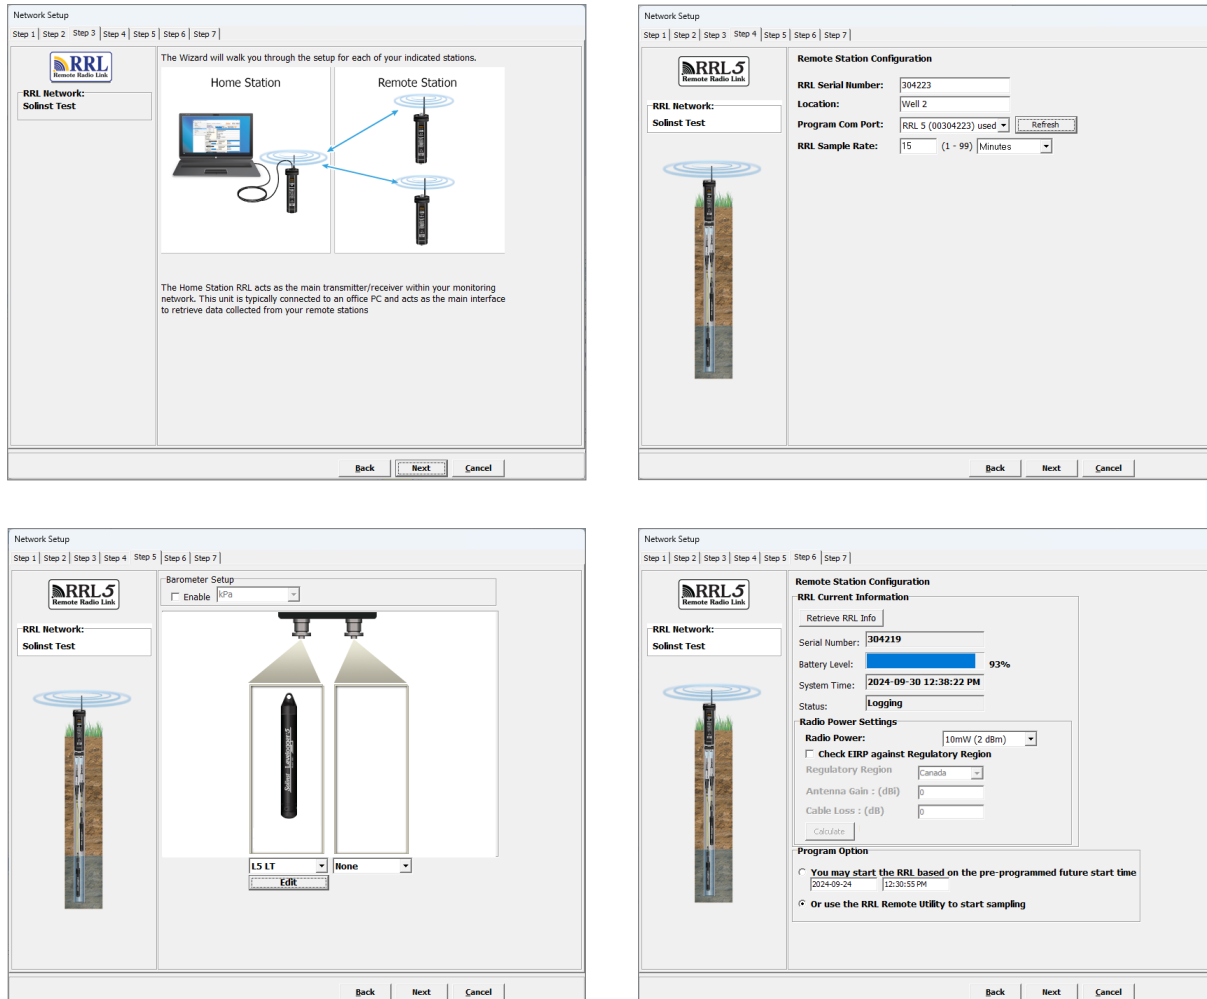 Network Setup
Step 1 Step 2 Step 3 Step 4 Step 5 Step 6 Step 7
RRL
Remote Radio Link
RRL Network:
Solinst Test
The Wizard will walk you through the setup for each of your indicated stations.
Home Station Remote Station
The Home Station RRL acts as the main transmitter/receiver within your monitoring
network. This unit is typically connected to an office PC and acts as the main interface
to retrieve data collected from your remote stations
Back Next Cancel
Network Setup
Step 1 Step 2 Step 3 Step 4 Step 5 Step 6 Step 7
RRL5
Remote Radio Link
RRL Network:
Solinst Test
Remote Station Configuration
RRL Serial Number: 304223
Location: Well 2
Program Com Port: RRL 5 (00304223) used Refresh
RRL Sample Rate: 15 (1 - 99) Minutes
Back Next Cancel
Network Setup
Step 1 Step 2 Step 3 Step 4 Step 5 Step 6 Step 7
RRL5
Remote Radio Link
RRL Network:
Solinst Test
Barometer Setup
Enable kPa
Solinst Levelogger 5
L5 LT None
Edit
Back Next Cancel
Network Setup
Step 1 Step 2 Step 3 Step 4 Step 5 Step 6 Step 7
RRL5
Remote Radio Link
RRL Network:
Solinst Test
Remote Station Configuration
RRL Current Information
Retrieve RRL Info
Serial Number: 304219
Battery Level: 93%
System Time: 2024-09-30 12:38:22 PM
Status: Logging
Radio Power Settings
Radio Power: 10mW (2 dBm)
Check EIRP against Regulatory Region
Regulatory Region Canada
Antenna Gain : (dBi) 0
Cable Loss : (dB) 0
Calculate
Program Option
You may start the RRL based on the pre-programmed future start time
2024-09-24 12:30:55 PM
Or use the RRL Remote Utility to start sampling
Back Next Cancel